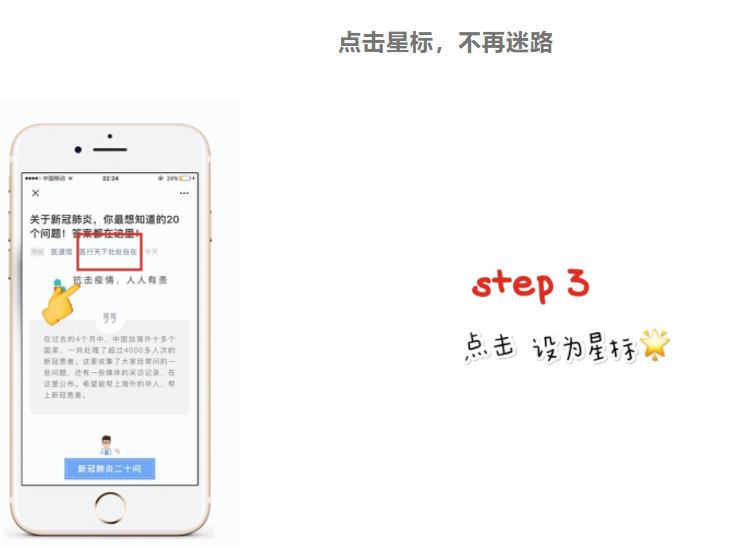 点击星标，不再迷路
中国移动
22:24
24%
关于新冠肺炎，你最想知道的20
个问题！答案都在这里！
医道馆 医行天下处处自在 今天
抗击疫情，人人有责
在过去的4个月中，中国加海外十多个
国家，一共处理了超过4000多人次的
新冠患者。这里收集了大家经常问的一
些问题，还有一些媒体的采访记录，在
这里公布。希望能帮上海外的华人，帮
上新冠患者。
新冠肺炎二十问
step 3
点击 设为星标